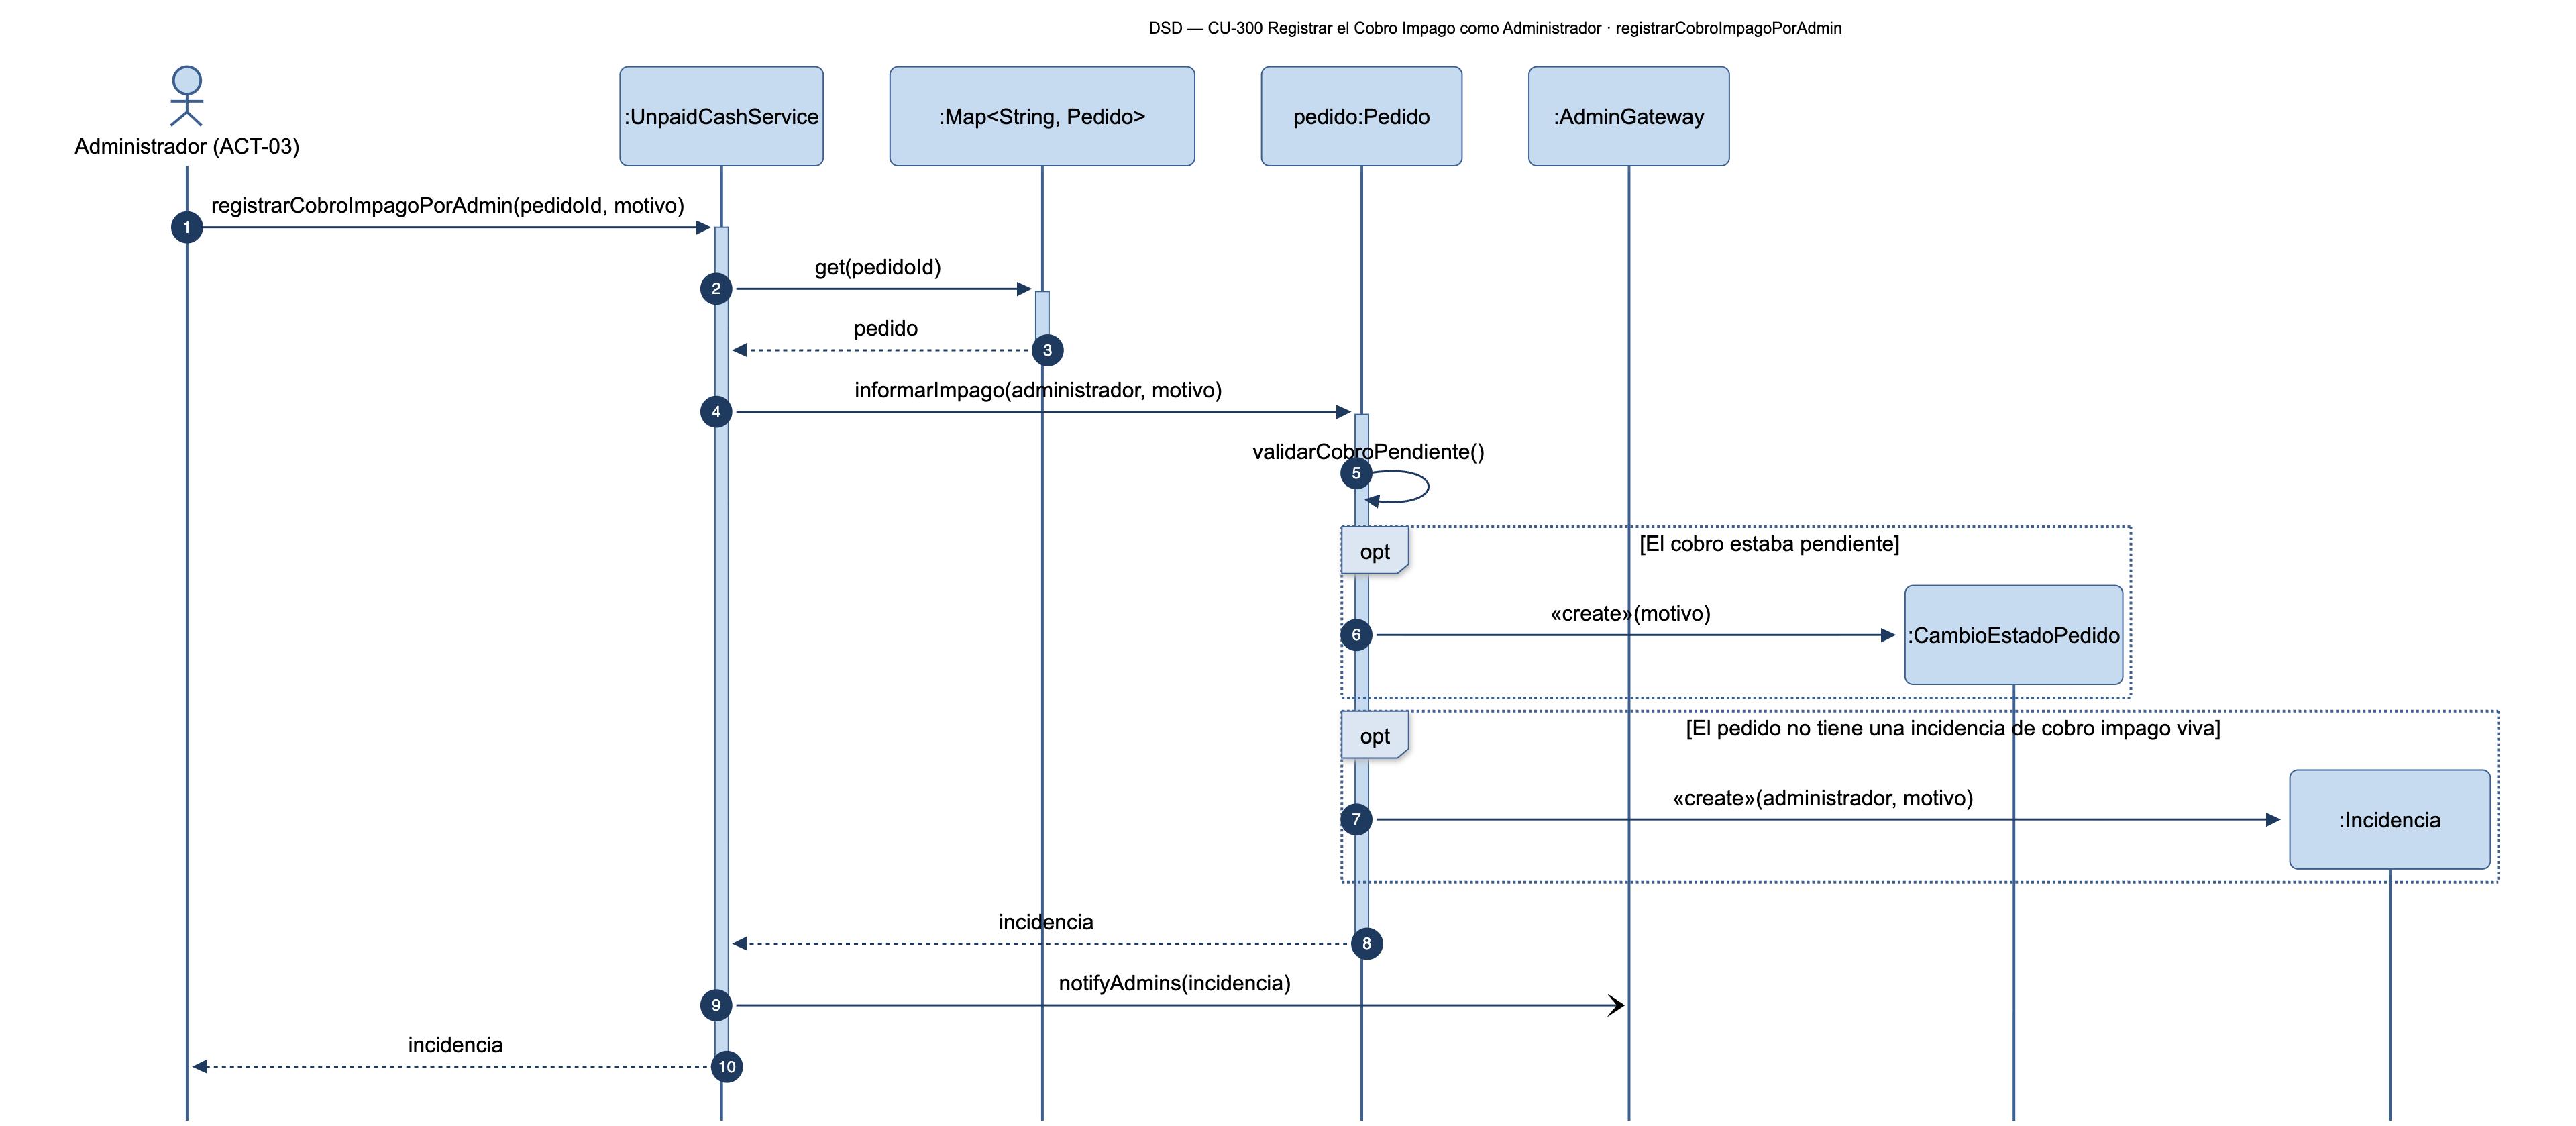 DSD — CU-300 Registrar el Cobro Impago como Administrador · registrarCobroImpagoPorAdmin
Administrador (ACT-03)
:UnpaidCashService
:Map<String, Pedido>
pedido:Pedido
:AdminGateway
registrarCobroImpagoPorAdmin(pedidoId, motivo)
1
get(pedidoId)
2
pedido
3
informarImpago(administrador, motivo)
4
validarCobroPendiente()
5
opt
[El cobro estaba pendiente]
«create»(motivo)
6
:CambioEstadoPedido
opt
[El pedido no tiene una incidencia de cobro impago viva]
«create»(administrador, motivo)
7
:Incidencia
incidencia
8
notifyAdmins(incidencia)
9
incidencia
10